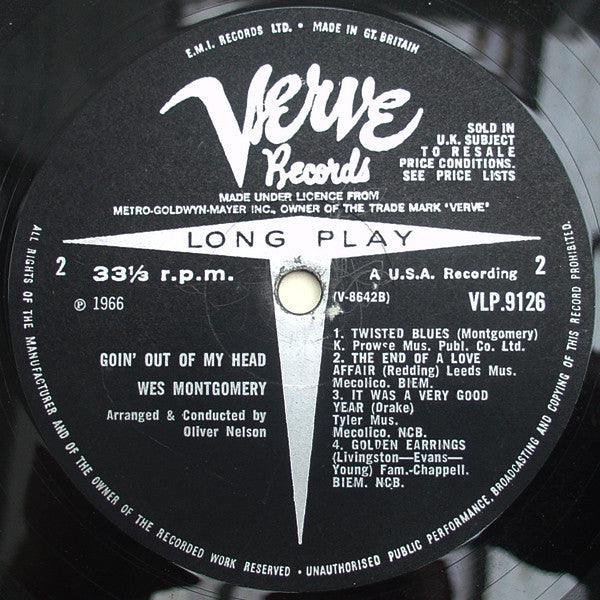 E.M.I. RECORDS LTD. • MADE IN GT. BRITAIN
Verve
Records
SOLD IN
U.K. SUBJECT
TO RESALE
PRICE CONDITIONS.
SEE PRICE LISTS
MADE UNDER LICENCE FROM
METRO-GOLDWYN-MAYER INC., OWNER OF THE TRADE MARK "VERVE"
LONG PLAY
2 33⅓ r.p.m. A U.S.A. Recording 2
℗ 1966 (V-8642B) VLP.9126
GOIN' OUT OF MY HEAD
WES MONTGOMERY
Arranged & Conducted by
Oliver Nelson
1. TWISTED BLUES (Montgomery)
K. Prowse Mus. Publ. Co. Ltd.
2. THE END OF A LOVE
AFFAIR (Redding) Leeds Mus.
Mecolico. BIEM.
3. IT WAS A VERY GOOD
YEAR (Drake)
Tyler Mus.
Mecolico. NCB.
4. GOLDEN EARRINGS
(Livingston—Evans—
Young) Fam.-Chappell.
BIEM. NCB.
ALL RIGHTS OF THE MANUFACTURER AND OF THE OWNER OF THE RECORDED WORK RESERVED • UNAUTHORISED PUBLIC PERFORMANCE, BROADCASTING AND COPYING OF THIS RECORD PROHIBITED.